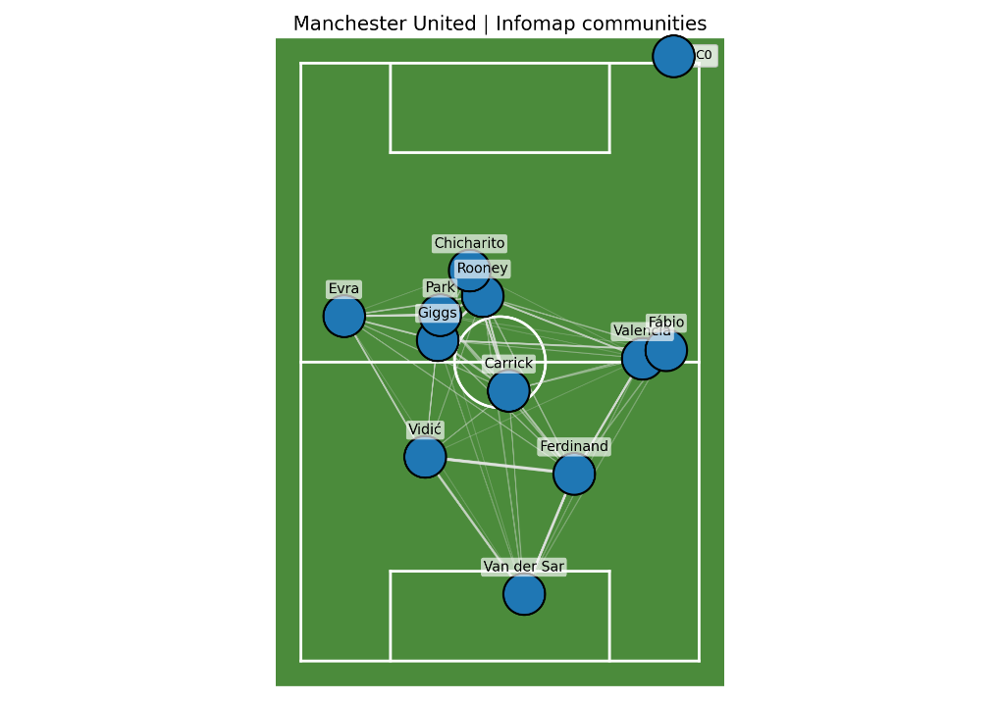 Manchester United | Infomap communities
C0
Chicharito
Rooney
Park
Evra
Giggs
Fábio
Valencia
Carrick
Vidić
Ferdinand
Van der Sar